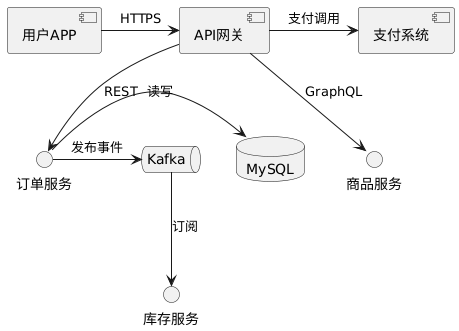 用户APP
HTTPS
API网关
支付调用
支付系统
REST
读写
GraphQL
发布事件
Kafka
MySQL
订单服务
商品服务
订阅
库存服务